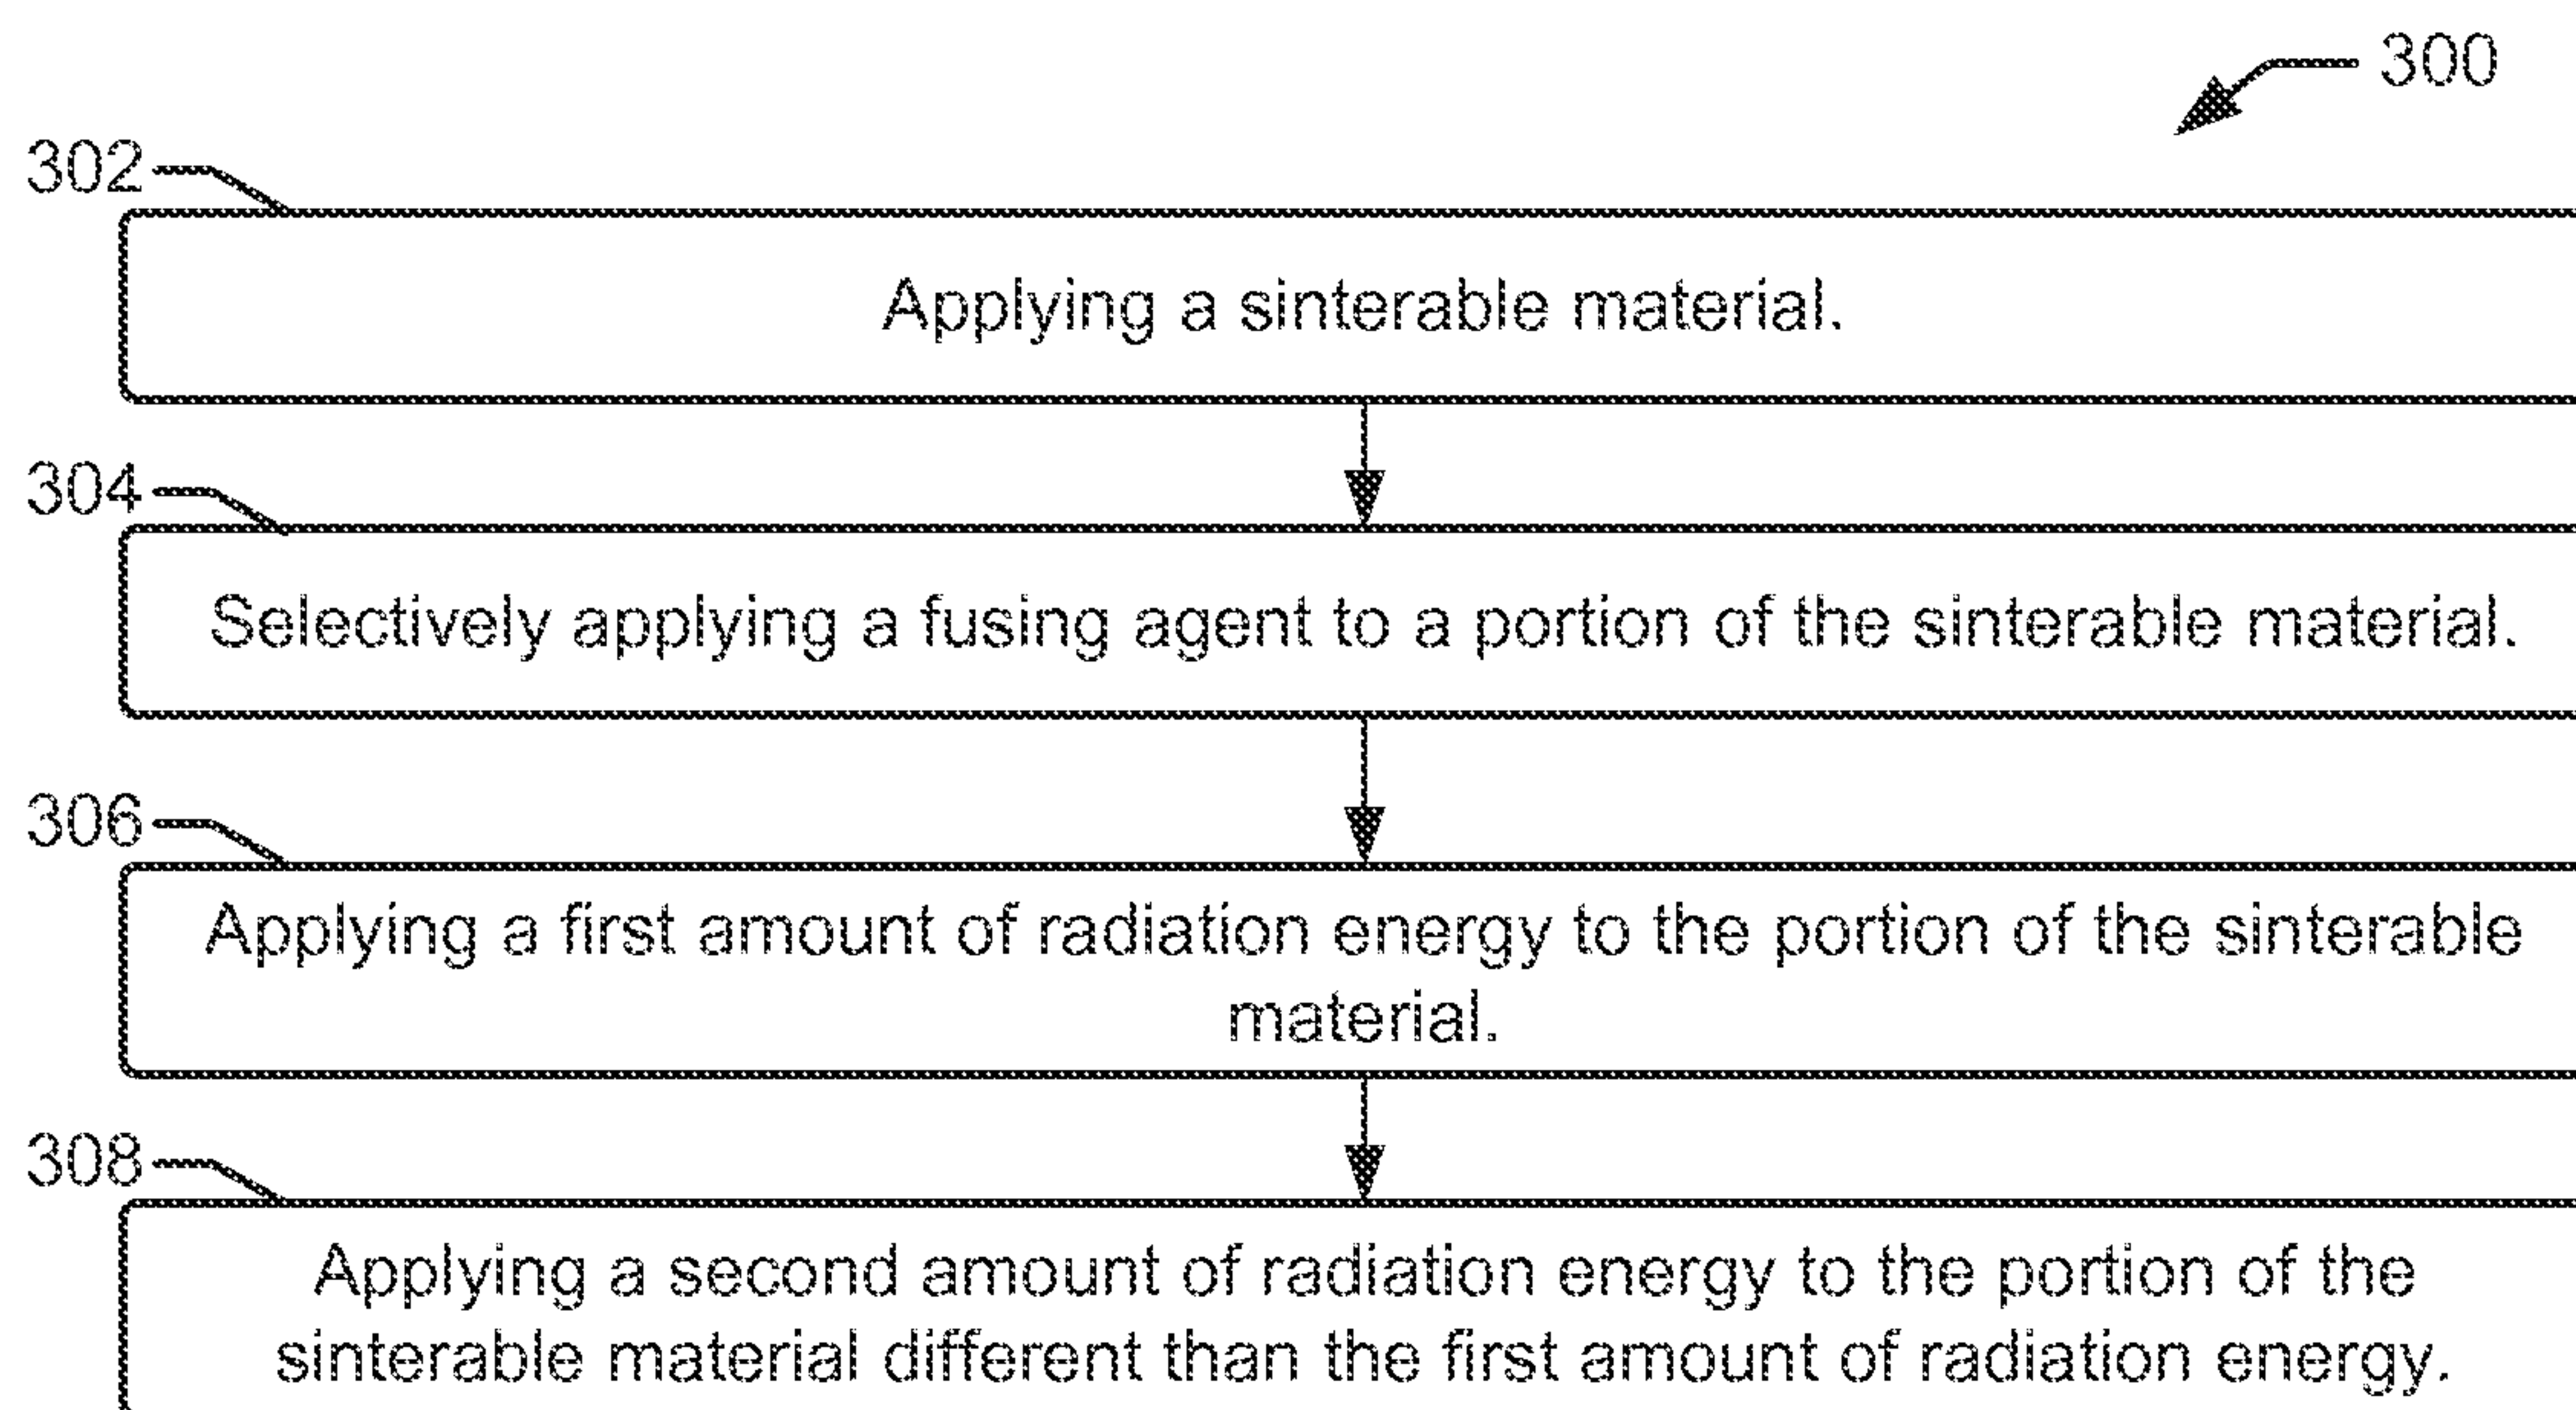 300
302
Applying a sinterable material.
304
Selectively applying a fusing agent to a portion of the sinterable material.
306
Applying a first amount of radiation energy to the portion of the sinterable
material.
308
Applying a second amount of radiation energy to the portion of the
sinterable material different than the first amount of radiation energy.